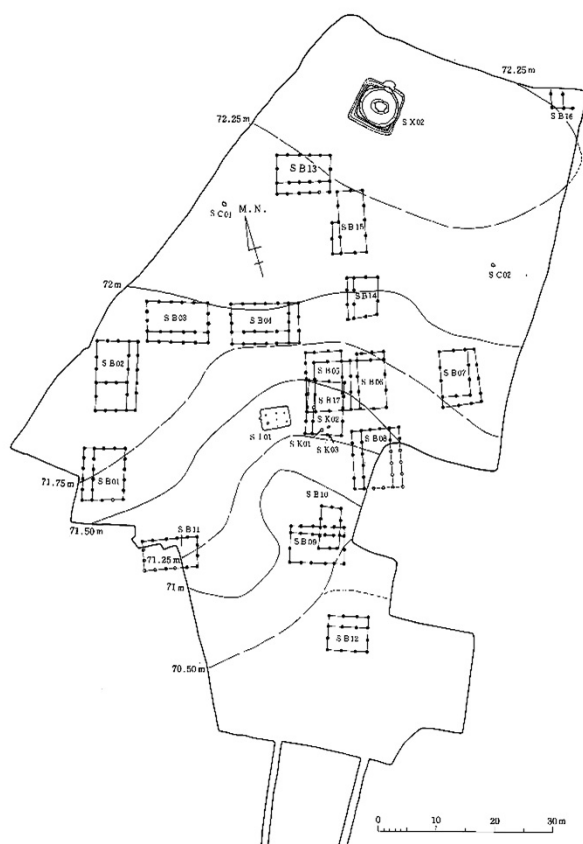 72.25m
72.25m
SB16
SX02
SB13
SC01
M.N.
SB15
SC02
72m
SB14
SB03
SB04
SB02
SB05
SB06
SB07
SB17
SI01
SK02
SK01
SK03
SB08
SB01
71.75m
71.50m
SB10
SB11
SB09
71.25m
71m
SB12
70.50m
0 10 20 30m